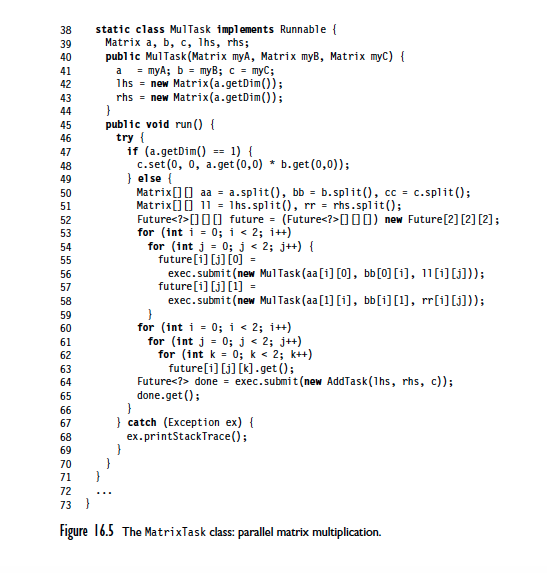 38 static class MulTask implements Runnable {
39 Matrix a, b, c, lhs, rhs;
40 public MulTask(Matrix myA, Matrix myB, Matrix myC) {
41 a = myA; b = myB; c = myC;
42 lhs = new Matrix(a.getDim());
43 rhs = new Matrix(a.getDim());
44 }
45 public void run() {
46 try {
47 if (a.getDim() == 1) {
48 c.set(0, 0, a.get(0,0) * b.get(0,0));
49 } else {
50 Matrix[][] aa = a.split(), bb = b.split(), cc = c.split();
51 Matrix[][] ll = lhs.split(), rr = rhs.split();
52 Future<?>[][][] future = (Future<?>[][][]) new Future[2][2][2];
53 for (int i = 0; i < 2; i++)
54 for (int j = 0; j < 2; j++) {
55 future[i][j][0] =
56 exec.submit(new MulTask(aa[i][0], bb[0][i], ll[i][j]));
57 future[i][j][1] =
58 exec.submit(new MulTask(aa[1][i], bb[i][1], rr[i][j]));
59 }
60 for (int i = 0; i < 2; i++)
61 for (int j = 0; j < 2; j++)
62 for (int k = 0; k < 2; k++)
63 future[i][j][k].get();
64 Future<?> done = exec.submit(new AddTask(lhs, rhs, c));
65 done.get();
66 }
67 } catch (Exception ex) {
68 ex.printStackTrace();
69 }
70 }
71 }
72 ...
73 }
Figure 16.5 The MatrixTask class: parallel matrix multiplication.